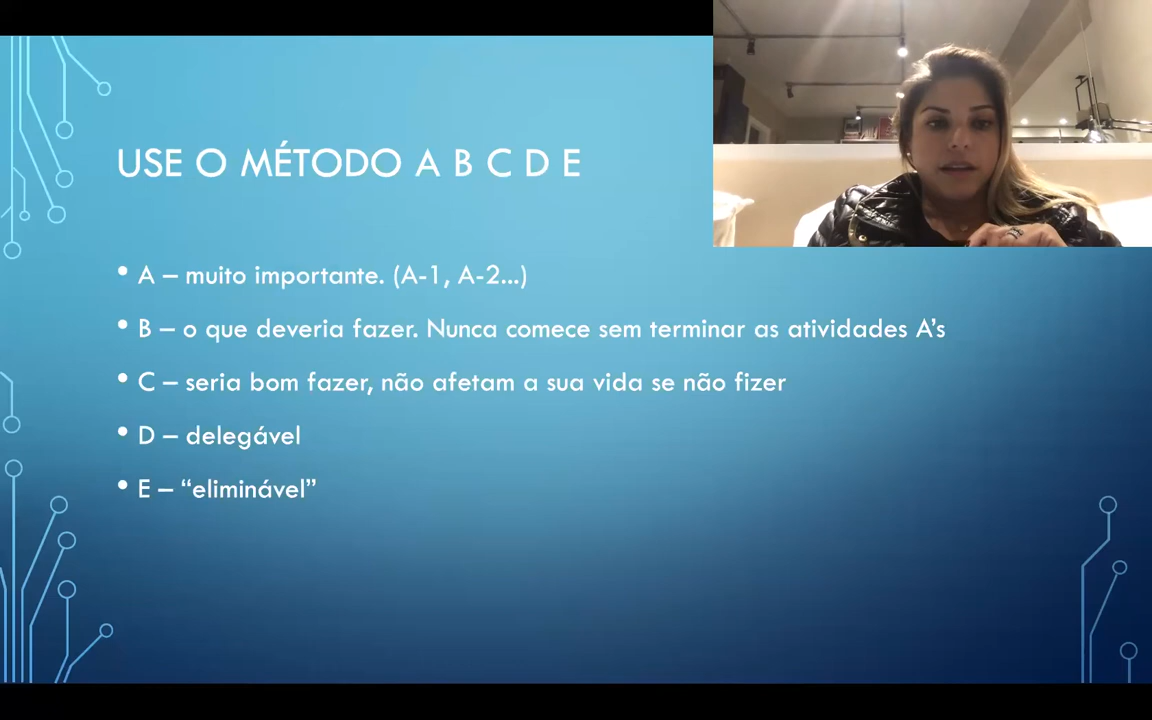 USE O MÉTODO A B C D E
• A – muito importante. (A-1, A-2...)
• B – o que deveria fazer. Nunca comece sem terminar as atividades A’s
• C – seria bom fazer, não afetam a sua vida se não fizer
• D – delegável
• E – “eliminável”